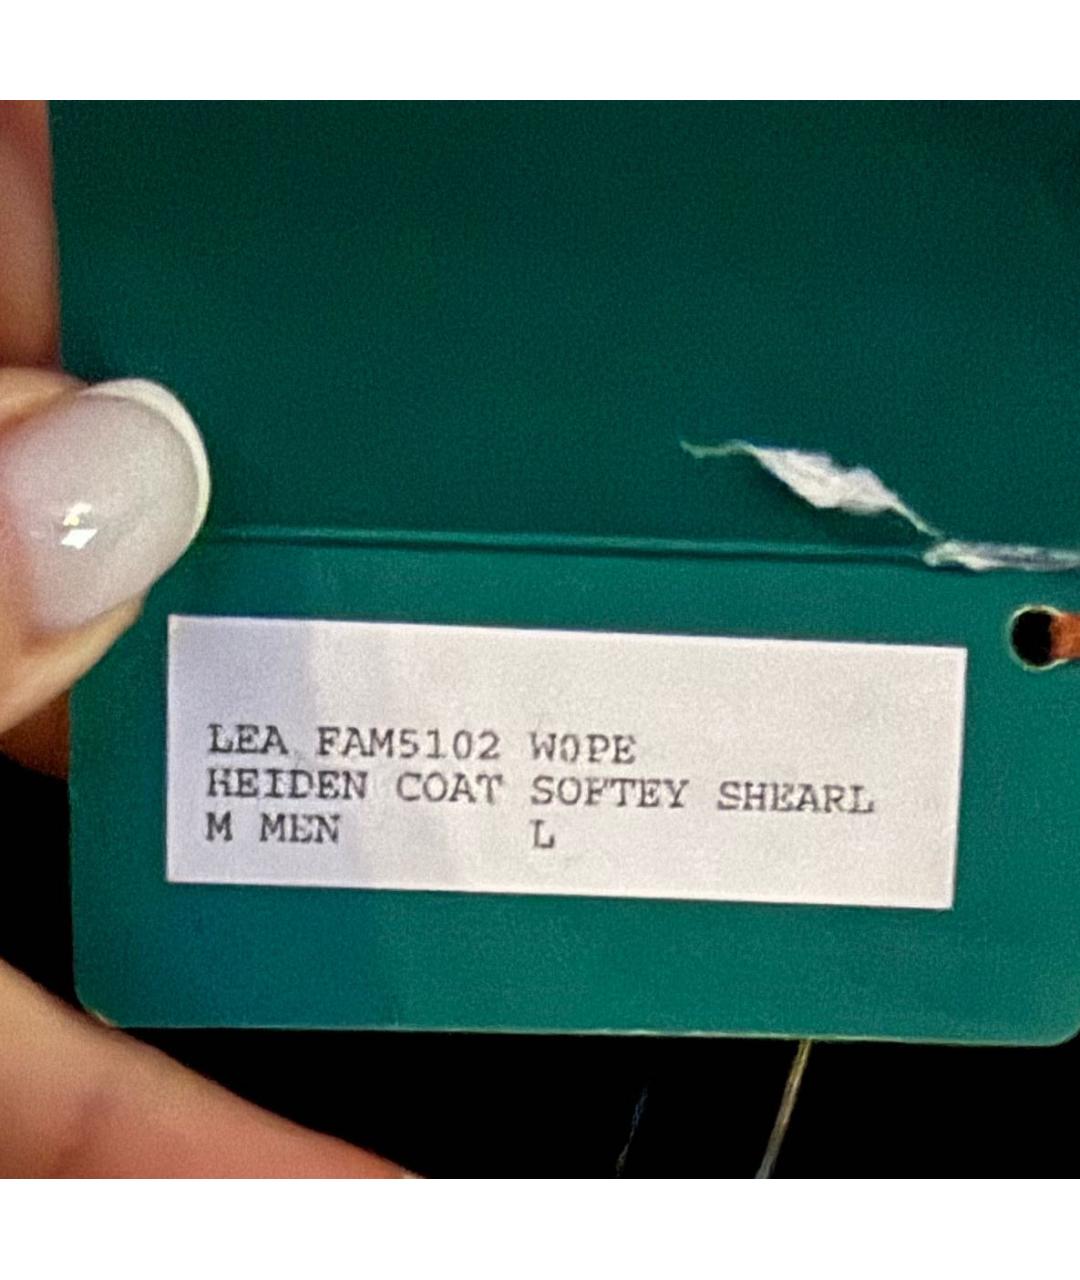 LEA FAM5102 W0PE
HEIDEN COAT SOFTEY SHEARL
M MEN L